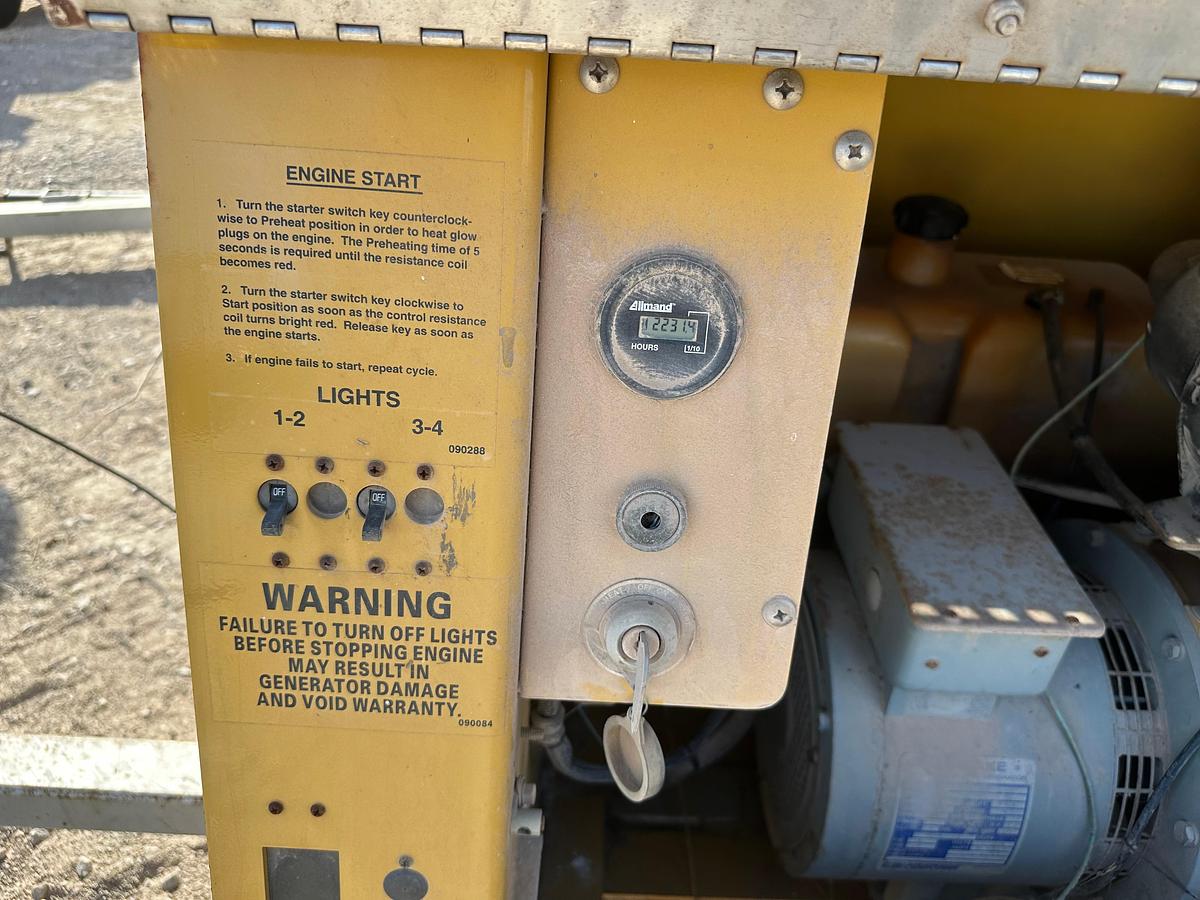 ENGINE START
1. Turn the starter switch key counterclock-
wise to Preheat position in order to heat glow
plugs on the engine. The Preheating time of 5
seconds is required until the resistance coil
becomes red.
2. Turn the starter switch key clockwise to
Start position as soon as the control resistance
coil turns bright red. Release key as soon as
the engine starts.
3. If engine fails to start, repeat cycle.
LIGHTS
1-2
3-4
090288
OFF
OFF
WARNING
FAILURE TO TURN OFF LIGHTS
BEFORE STOPPING ENGINE
MAY RESULT IN
GENERATOR DAMAGE
AND VOID WARRANTY.
090084
Allmand
2231.4
HOURS
1/10